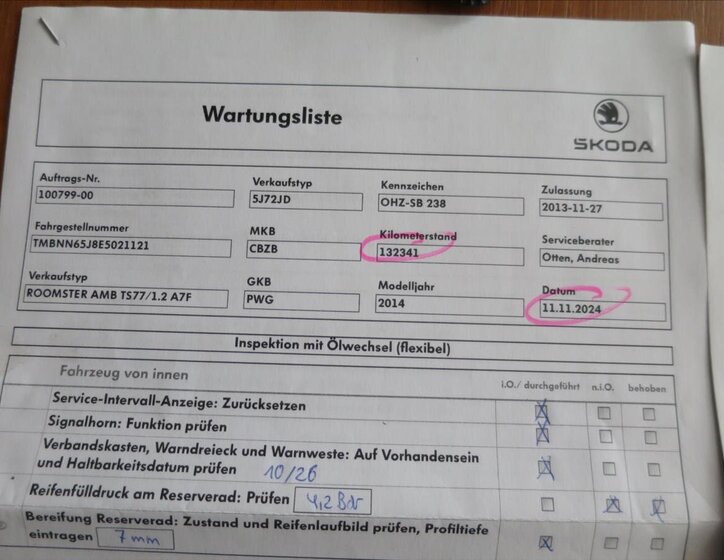 Wartungsliste
SKODA
Auftrags-Nr. Verkaufstyp Kennzeichen Zulassung
100799-00 5J72JD OHZ-SB 238 2013-11-27
Fahrgestellnummer MKB Kilometerstand Serviceberater
TMBNN65J8E5021121 CBZB 132341 Otten, Andreas
Verkaufstyp GKB Modelljahr Datum
ROOMSTER AMB TS77/1.2 A7F PWG 2014 11.11.2024
Inspektion mit Ölwechsel (flexibel)
Fahrzeug von innen i.O./ durchgeführt n.i.O. behoben
Service-Intervall-Anzeige: Zurücksetzen
Signalhorn: Funktion prüfen
Verbandskasten, Warndreieck und Warnweste: Auf Vorhandensein
und Haltbarkeitsdatum prüfen 10/26
Reifenfülldruck am Reserverad: Prüfen 4,2 Bar
Bereifung Reserverad: Zustand und Reifenlaufbild prüfen, Profiltiefe
eintragen 7 mm